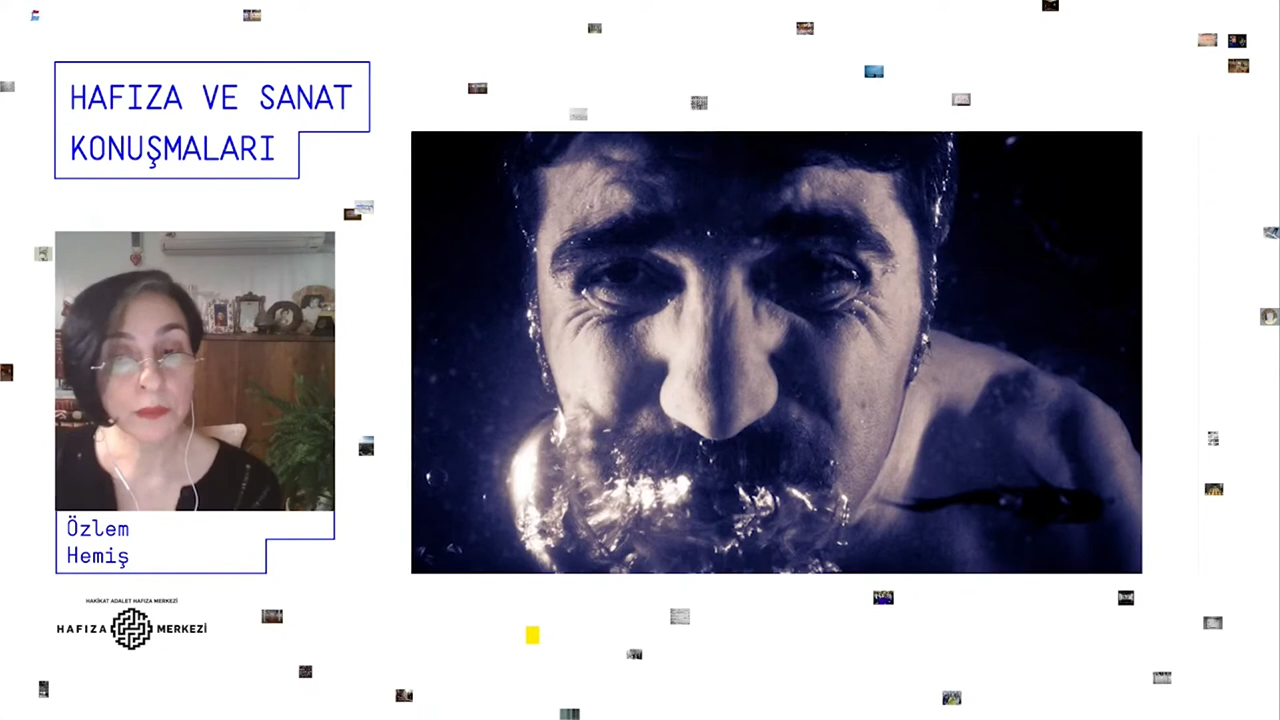 HAFIZA VE SANAT
KONUŞMALARI
Özlem
Hemiş
HAKİKAT ADALET HAFIZA MERKEZİ
HAFIZA MERKEZİ